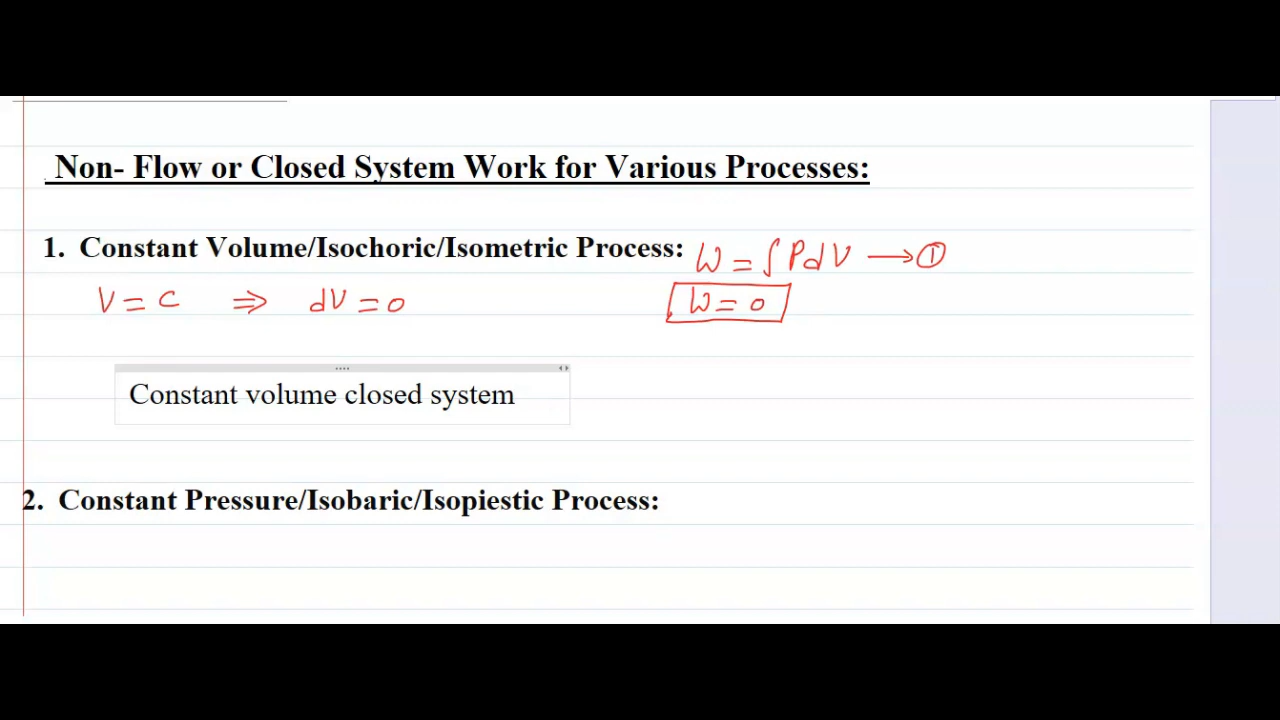 Non- Flow or Closed System Work for Various Processes:
1. Constant Volume/Isochoric/Isometric Process: W = ∫ P dV → ①
V = C ⇒ dV = 0 W = 0
Constant volume closed system
2. Constant Pressure/Isobaric/Isopiestic Process: